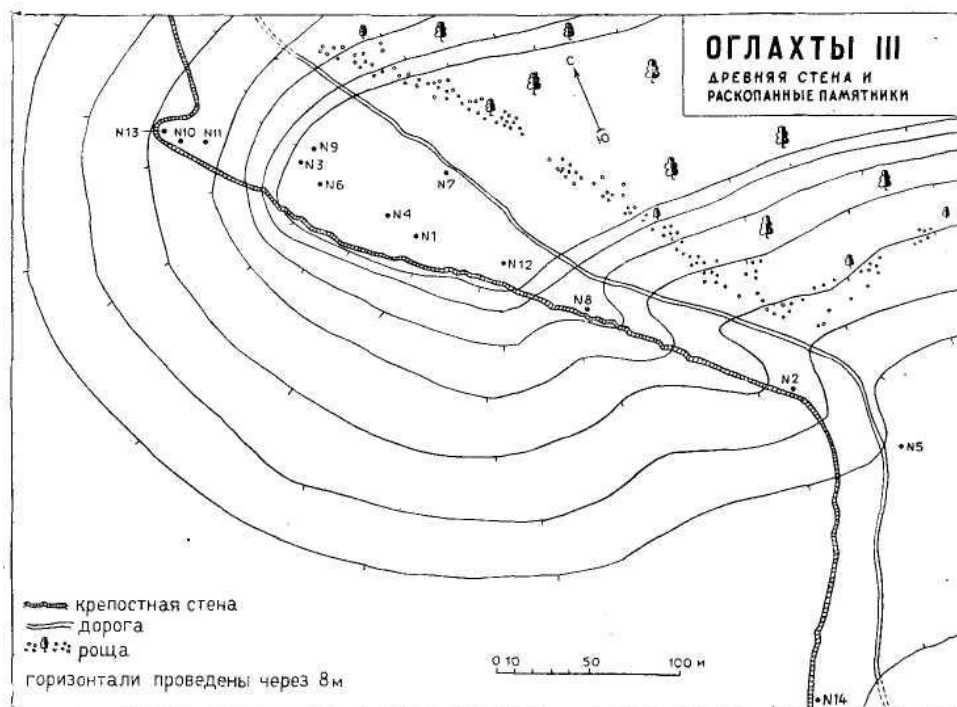 ОГЛАХТЫ III
ДРЕВНЯЯ СТЕНА И
РАСКОПАННЫЕ ПАМЯТНИКИ
С
Ю
N13
N10
N11
N9
N3
N6
N7
N4
N1
N12
N8
N2
N5
крепостная стена
дорога
роща
горизонтали проведены через 8м
0 10 50 100 м
N14